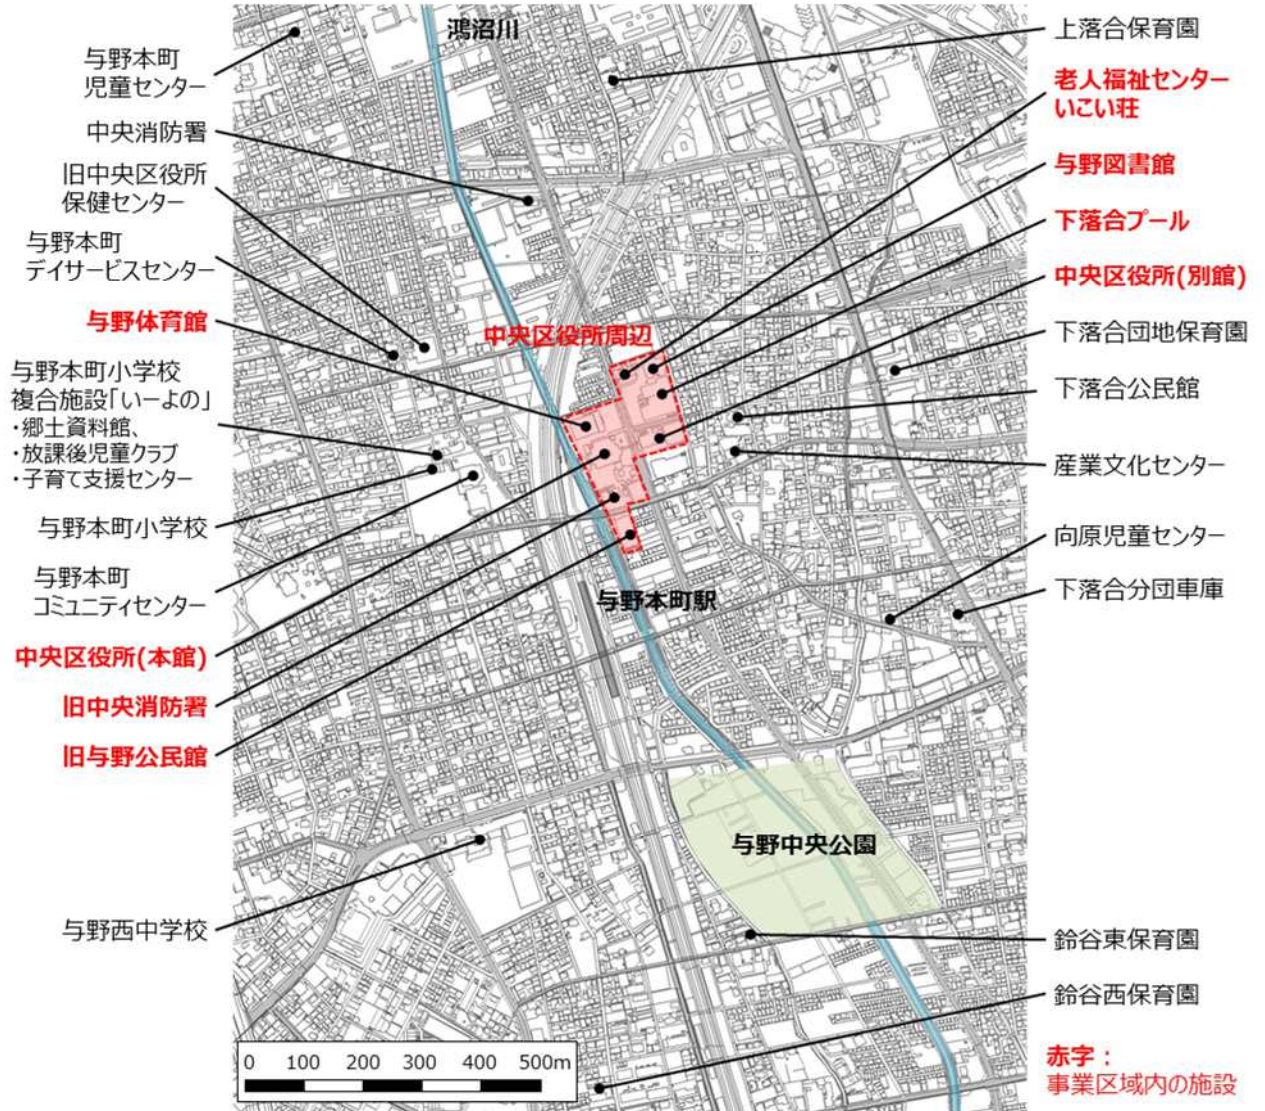 鴻沼川
与野本町
児童センター
中央消防署
旧中央区役所
保健センター
与野本町
デイサービスセンター
与野体育館
与野本町小学校
複合施設「いーよの」
・郷土資料館、
・放課後児童クラブ
・子育て支援センター
与野本町小学校
与野本町
コミュニティセンター
中央区役所(本館)
旧中央消防署
旧与野公民館
与野西中学校
中央区役所周辺
与野本町駅
与野中央公園
上落合保育園
老人福祉センター
いこい荘
与野図書館
下落合プール
中央区役所(別館)
下落合団地保育園
下落合公民館
産業文化センター
向原児童センター
下落合分団車庫
鈴谷東保育園
鈴谷西保育園
赤字：
事業区域内の施設
0 100 200 300 400 500m